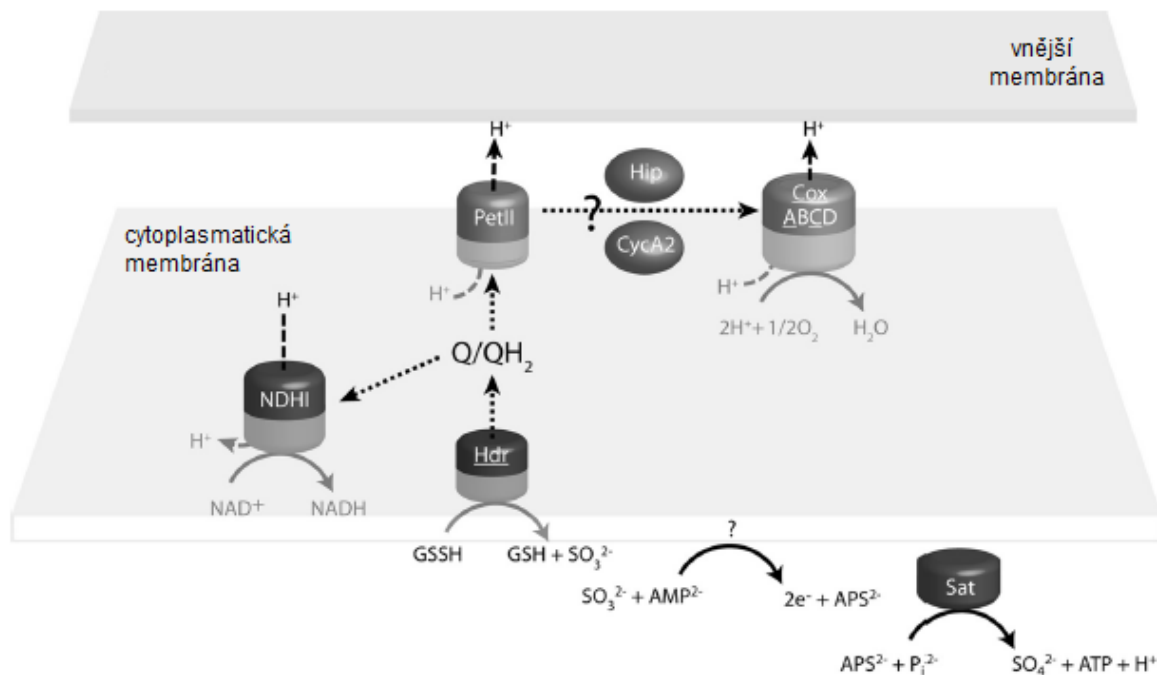 vnější
membrána
H⁺
H⁺
Hip
PetII
?
Cox
ABCD
CycA2
cytoplasmatická
membrána
H⁺
H⁺
H⁺
2H⁺+ 1/2O₂
H₂O
Q/QH₂
NDHI
H⁺
Hdr
NAD⁺
NADH
GSSH
GSH + SO₃²⁻
?
SO₃²⁻ + AMP²⁻
2e⁻ + APS²⁻
Sat
APS²⁻ + Pᵢ²⁻
SO₄²⁻ + ATP + H⁺